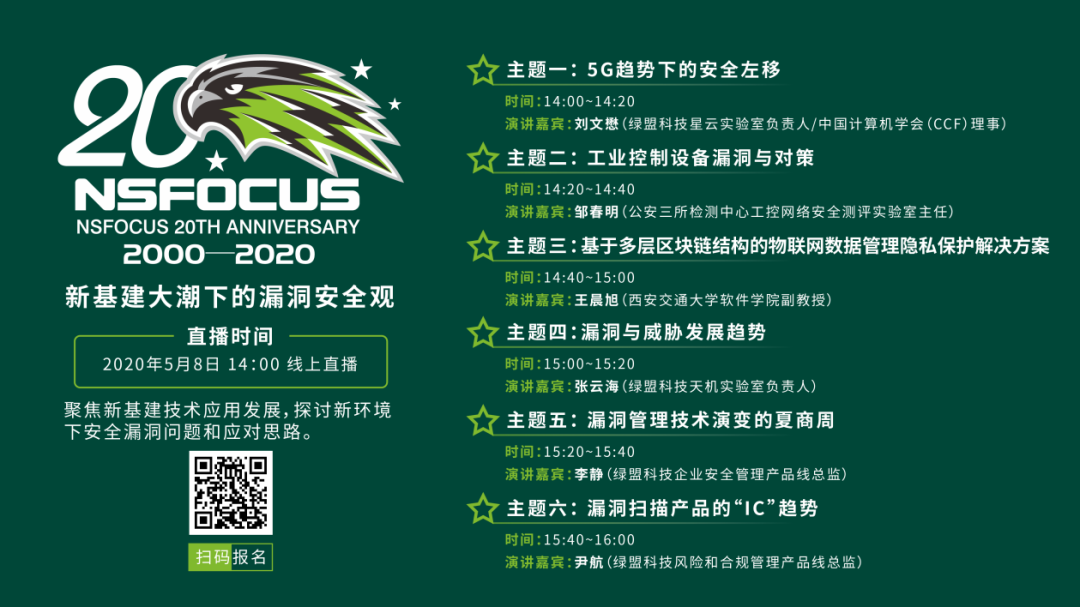 20
NSFOCUS
NSFOCUS 20TH ANNIVERSARY
2000—2020
新基建大潮下的漏洞安全观
直播时间
2020年5月8日 14：00 线上直播
聚焦新基建技术应用发展，探讨新环境
下安全漏洞问题和应对思路。
扫码报名
主题一：5G趋势下的安全左移
时间：14:00~14:20
演讲嘉宾：刘文懋（绿盟科技星云实验室负责人/中国计算机学会（CCF）理事）
主题二：工业控制设备漏洞与对策
时间：14:20~14:40
演讲嘉宾：邹春明（公安三所检测中心工控网络安全测评实验室主任）
主题三：基于多层区块链结构的物联网数据管理隐私保护解决方案
时间：14:40~15:00
演讲嘉宾：王晨旭（西安交通大学软件学院副教授）
主题四：漏洞与威胁发展趋势
时间：15:00~15:20
演讲嘉宾：张云海（绿盟科技天机实验室负责人）
主题五：漏洞管理技术演变的夏商周
时间：15:20~15:40
演讲嘉宾：李静（绿盟科技企业安全管理产品线总监）
主题六：漏洞扫描产品的“IC”趋势
时间：15:40~16:00
演讲嘉宾：尹航（绿盟科技风险和合规管理产品线总监）